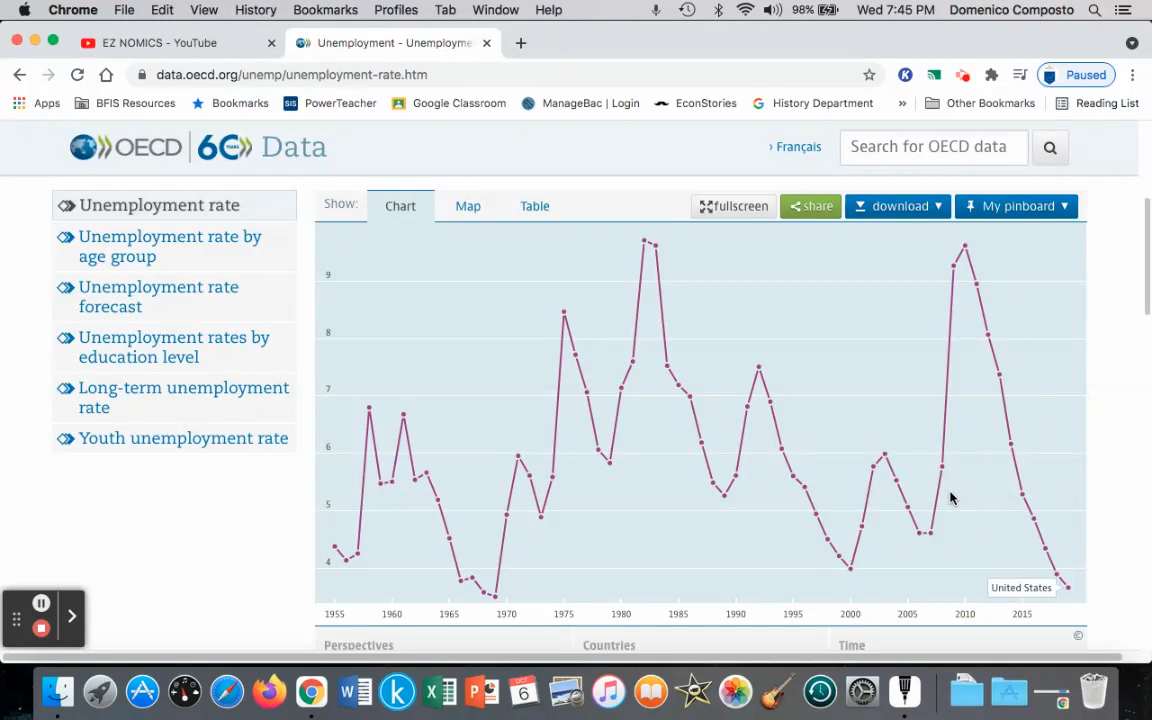 Chrome File Edit View History Bookmarks Profiles Tab Window Help 98% Wed 7:45 PM Domenico Composto
EZ NOMICS - YouTube Unemployment - Unemployme
data.oecd.org/unemp/unemployment-rate.htm Paused
Apps BFIS Resources Bookmarks SIS PowerTeacher Google Classroom ManageBac | Login EconStories History Department » Other Bookmarks Reading List
OECD 60 YEARS Data › Français Search for OECD data
Unemployment rate
Unemployment rate by
age group
Unemployment rate
forecast
Unemployment rates by
education level
Long-term unemployment
rate
Youth unemployment rate
Show: Chart Map Table fullscreen share download My pinboard
9
8
7
6
5
4
United States
1955 1960 1965 1970 1975 1980 1985 1990 1995 2000 2005 2010 2015
©
Perspectives Countries Time
OCT
6